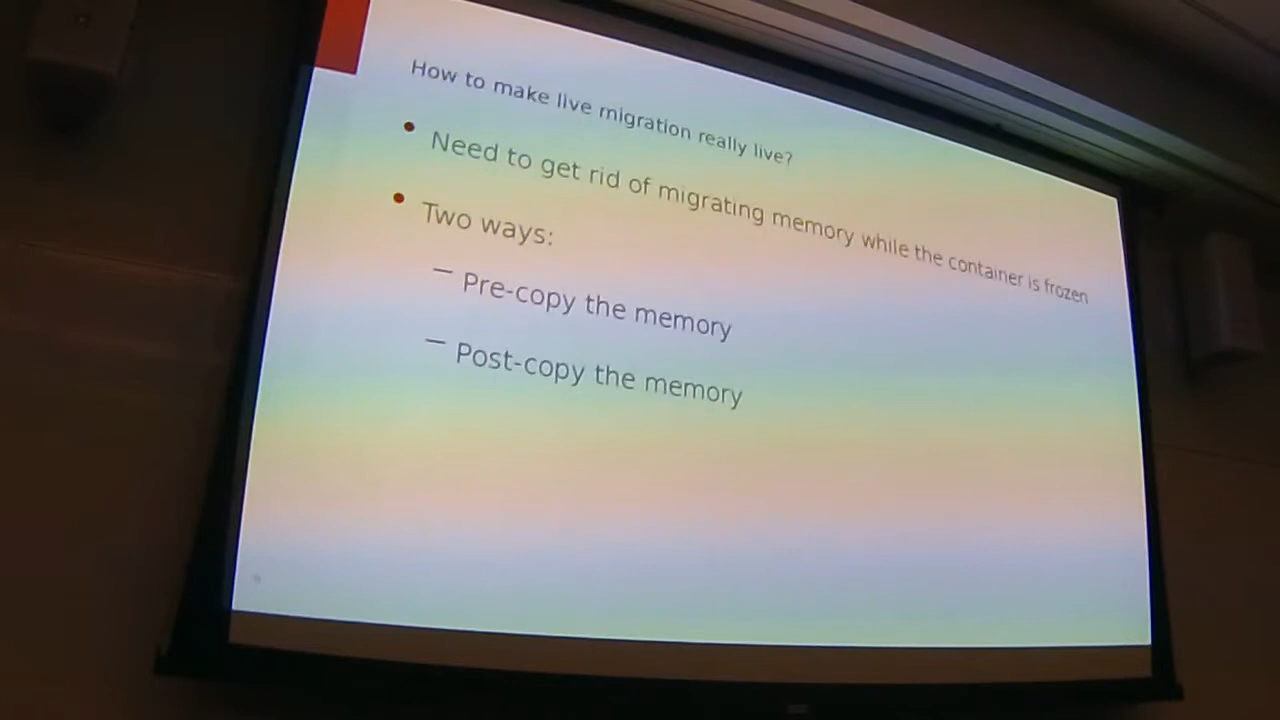 How to make live migration really live?
• Need to get rid of migrating memory while the container is frozen
• Two ways:
– Pre-copy the memory
– Post-copy the memory